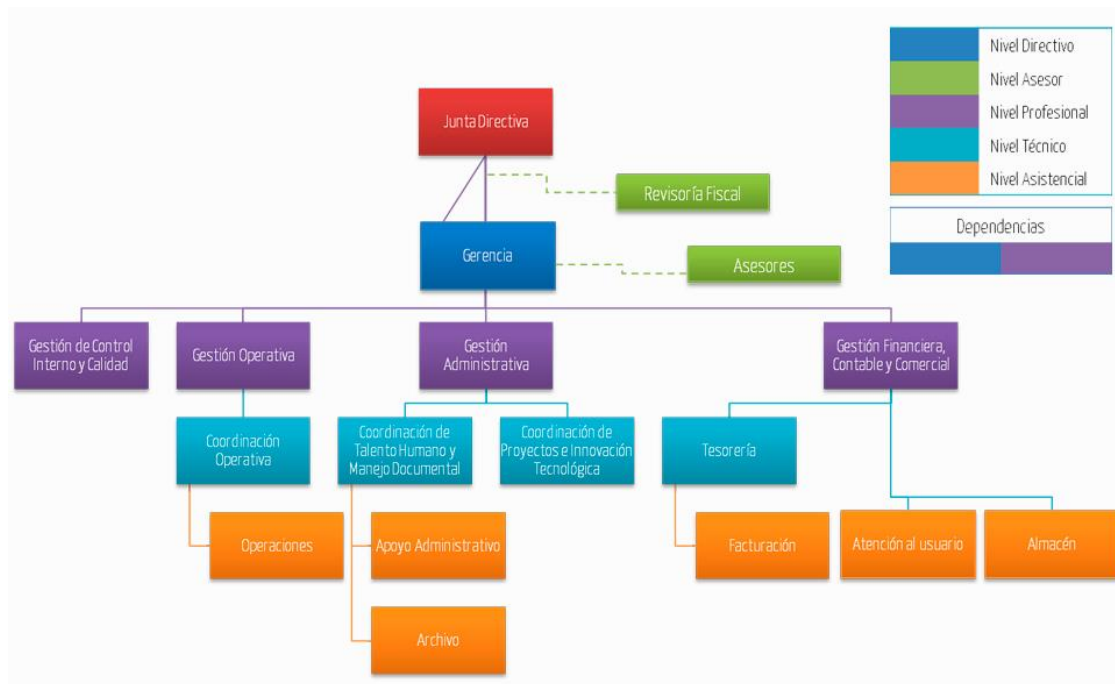 Nivel Directivo
Nivel Asesor
Nivel Profesional
Nivel Técnico
Nivel Asistencial
Dependencias
Junta Directiva
Revisoría Fiscal
Gerencia
Asesores
Gestión de Control
Interno y Calidad
Gestión Operativa
Gestión
Administrativa
Gestión Financiera,
Contable y Comercial
Coordinación
Operativa
Coordinación de
Talento Humano y
Manejo Documental
Coordinación de
Proyectos e Innovación
Tecnológica
Tesorería
Operaciones
Apoyo Administrativo
Facturación
Atención al usuario
Almacén
Archivo